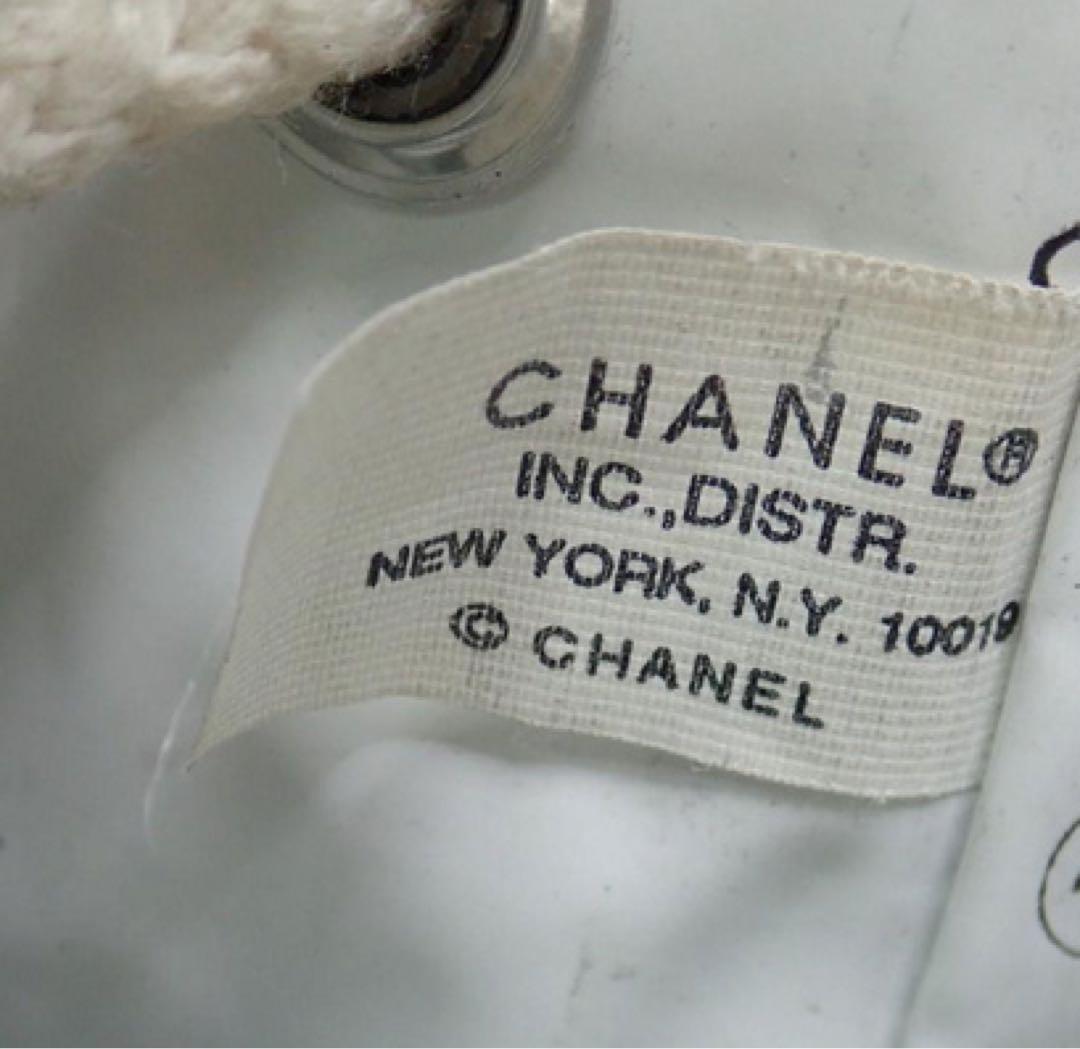 CHANEL®
INC.,DISTR.
NEW YORK, N.Y. 10019
© CHANEL